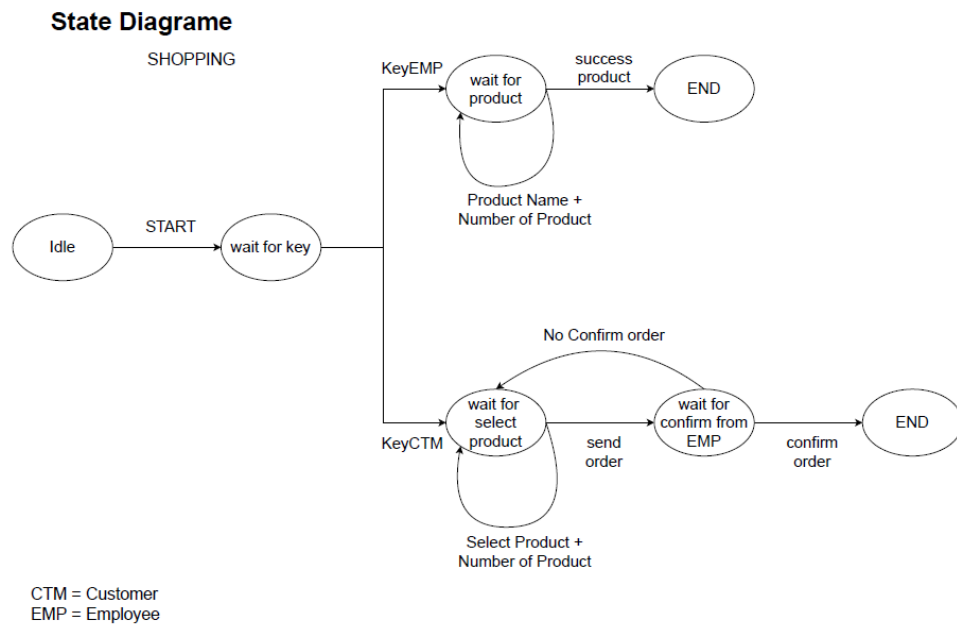 State Diagrame
SHOPPING
KeyEMP
wait for
product
success
product
END
Product Name +
Number of Product
Idle
START
wait for key
No Confirm order
KeyCTM
wait for
select
product
send
order
wait for
confirm from
EMP
confirm
order
END
Select Product +
Number of Product
CTM = Customer
EMP = Employee